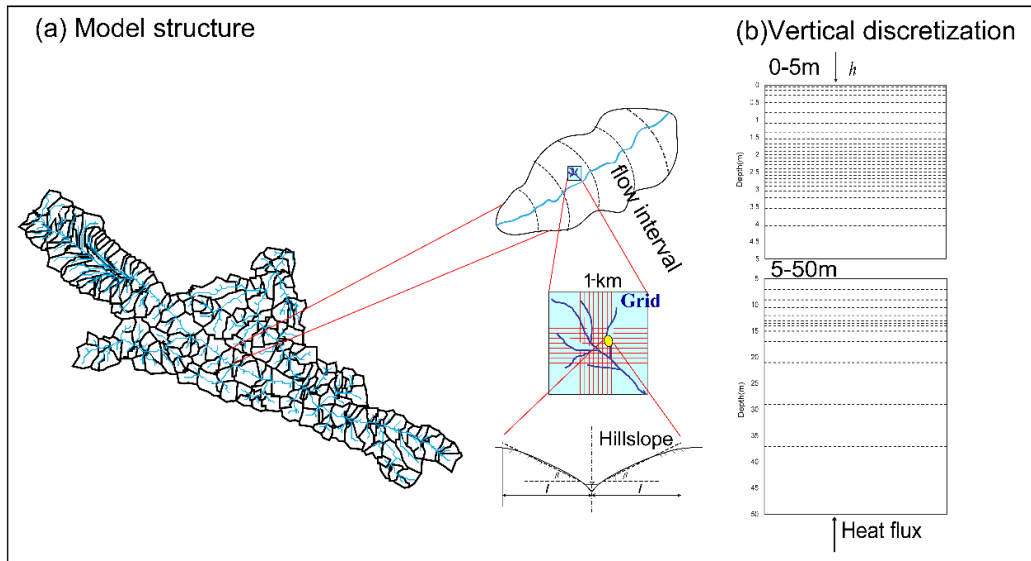 (a) Model structure
flow interval
1-km
Grid
Hillslope
β
β
l
l
(b)Vertical discretization
0-5m
h
0
0.5
1
1.5
2
2.5
3
3.5
4
4.5
5
Depth(m)
5-50m
5
10
15
20
25
30
35
40
45
50
Depth(m)
Heat flux